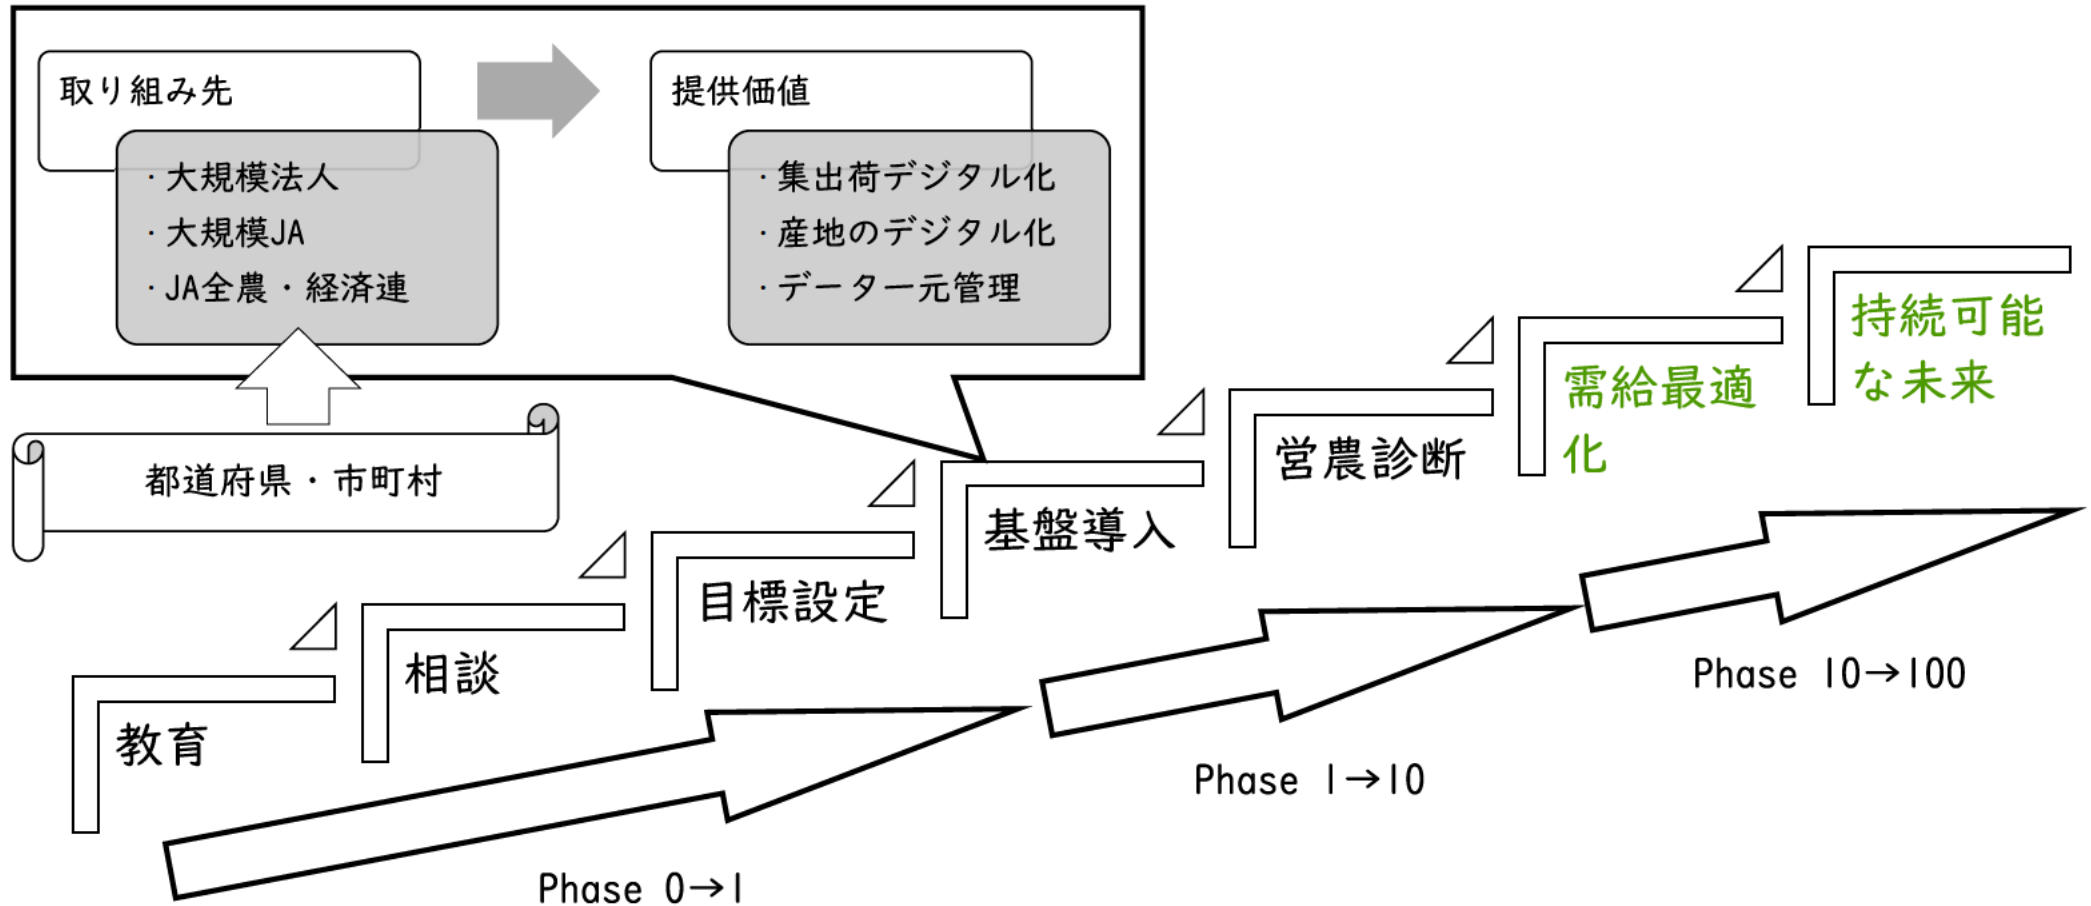 取り組み先
・大規模法人
・大規模JA
・JA全農・経済連
提供価値
・集出荷デジタル化
・産地のデジタル化
・データ一元管理
都道府県・市町村
教育
相談
目標設定
基盤導入
営農診断
需給最適
化
持続可能
な未来
Phase 0→1
Phase 1→10
Phase 10→100